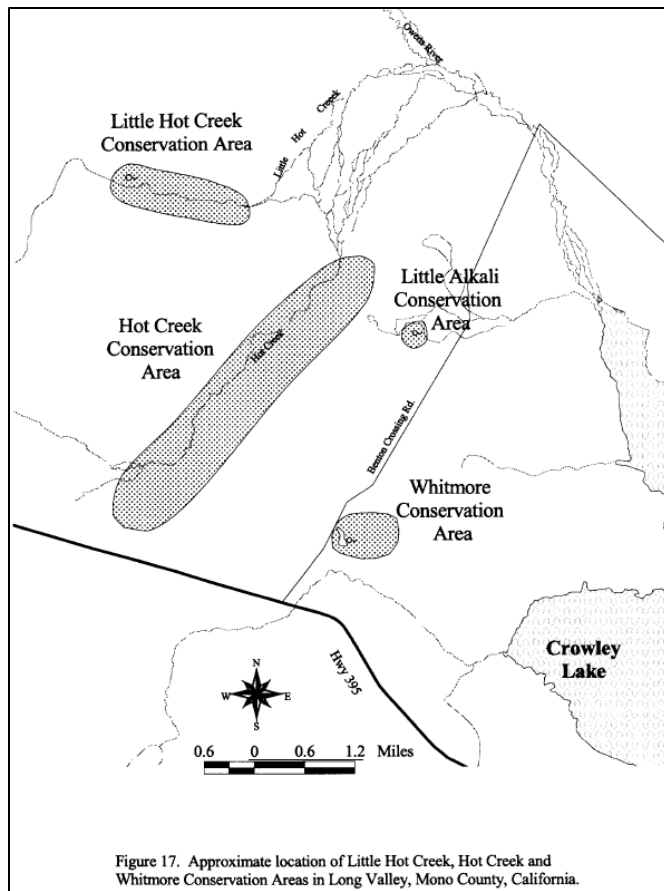 Owens River
Little Hot Creek
Conservation Area
Little Hot Creek
Little Alkali
Conservation
Area
Hot Creek
Conservation
Area
Hot Creek
Benton Crossing Rd.
Whitmore
Conservation
Area
Crowley
Lake
Hwy 395
N
W E
S
0.6 0 0.6 1.2 Miles
Figure 17. Approximate location of Little Hot Creek, Hot Creek and
Whitmore Conservation Areas in Long Valley, Mono County, California.